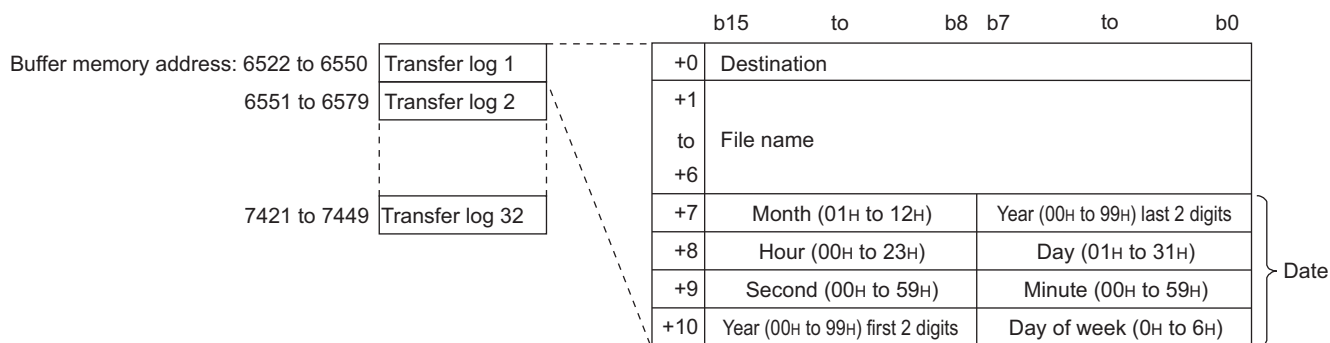 b15 to b8 b7 to b0
Buffer memory address: 6522 to 6550 Transfer log 1
6551 to 6579 Transfer log 2
7421 to 7449 Transfer log 32
+0 Destination
+1
to File name
+6
+7 Month (01H to 12H) Year (00H to 99H) last 2 digits
+8 Hour (00H to 23H) Day (01H to 31H)
+9 Second (00H to 59H) Minute (00H to 59H)
+10 Year (00H to 99H) first 2 digits Day of week (0H to 6H)
Date